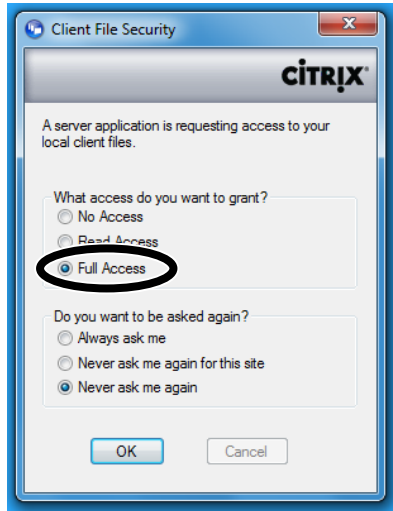 Client File Security
CITRIX
A server application is requesting access to your
local client files.
What access do you want to grant?
No Access
Read Access
Full Access
Do you want to be asked again?
Always ask me
Never ask me again for this site
Never ask me again
OK
Cancel